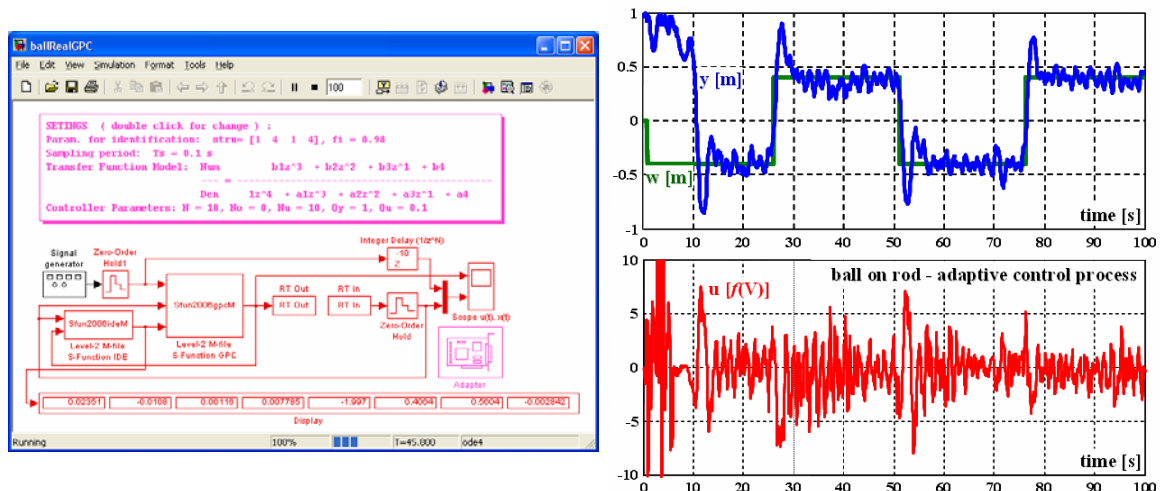 ballRealGPC
File Edit View Simulation Format Tools Help
100
SETINGS ( double click for change ) :
Param. for identification: stru= [1 4 1 4], fi = 0.98
Sampling period: Ts = 0.1 s
Transfer Function Model: Num b1z^3 + b2z^2 + b3z^1 + b4
---- = ----------------------------------------
Den 1z^4 + a1z^3 + a2z^2 + a3z^1 + a4
Controller Parameters: N = 10, No = 0, Nu = 10, Qy = 1, Qu = 0.1
Signal
generator
Zero-Order
Hold1
Integer Delay (1/z^N)
-10
Z
Sfun2006gpcM
Level-2 M-file
S-Function GPC
RT Out
RT Out
RT In
RT In
Zero-Order
Hold
Sfun2006ideM
Level-2 M-file
S-Function IDE
Adapter
0.02351 -0.0108 0.00116 0.007785 -1.997 0.4064 0.5604 -0.002842
Display
Running 100% T=45.800 ode4
1
0.5
0
-0.5
-1
y [m]
w [m]
time [s]
0 10 20 30 40 50 60 70 80 90 100
10
5
0
-5
-10
ball on rod - adaptive control process
u [f(V)]
time [s]
0 10 20 30 40 50 60 70 80 90 100